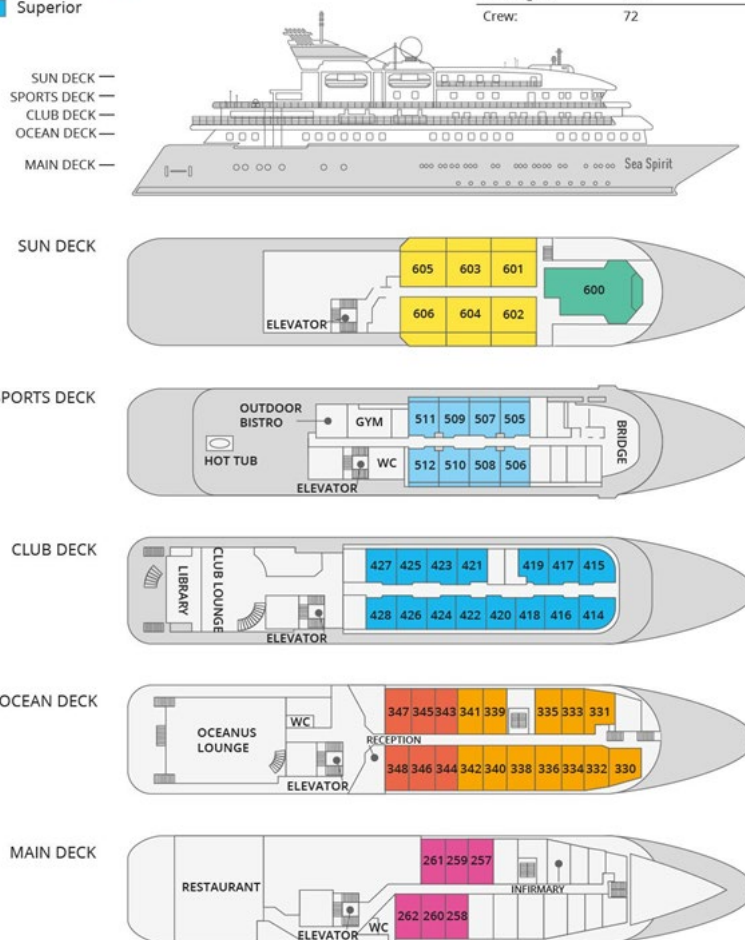 Superior
Crew: 72
SUN DECK
SPORTS DECK
CLUB DECK
OCEAN DECK
MAIN DECK
Sea Spirit
SUN DECK
605 603 601
600
606 604 602
ELEVATOR
SPORTS DECK
OUTDOOR
BISTRO
GYM
511 509 507 505
HOT TUB
WC
512 510 508 506
BRIDGE
ELEVATOR
CLUB DECK
LIBRARY
CLUB LOUNGE
427 425 423 421 419 417 415
428 426 424 422 420 418 416 414
ELEVATOR
OCEAN DECK
OCEANUS
LOUNGE
WC
347 345 343 341 339 335 333 331
RECEPTION
348 346 344 342 340 338 336 334 332 330
ELEVATOR
MAIN DECK
RESTAURANT
261 259 257
INFIRMARY
262 260 258
WC
ELEVATOR